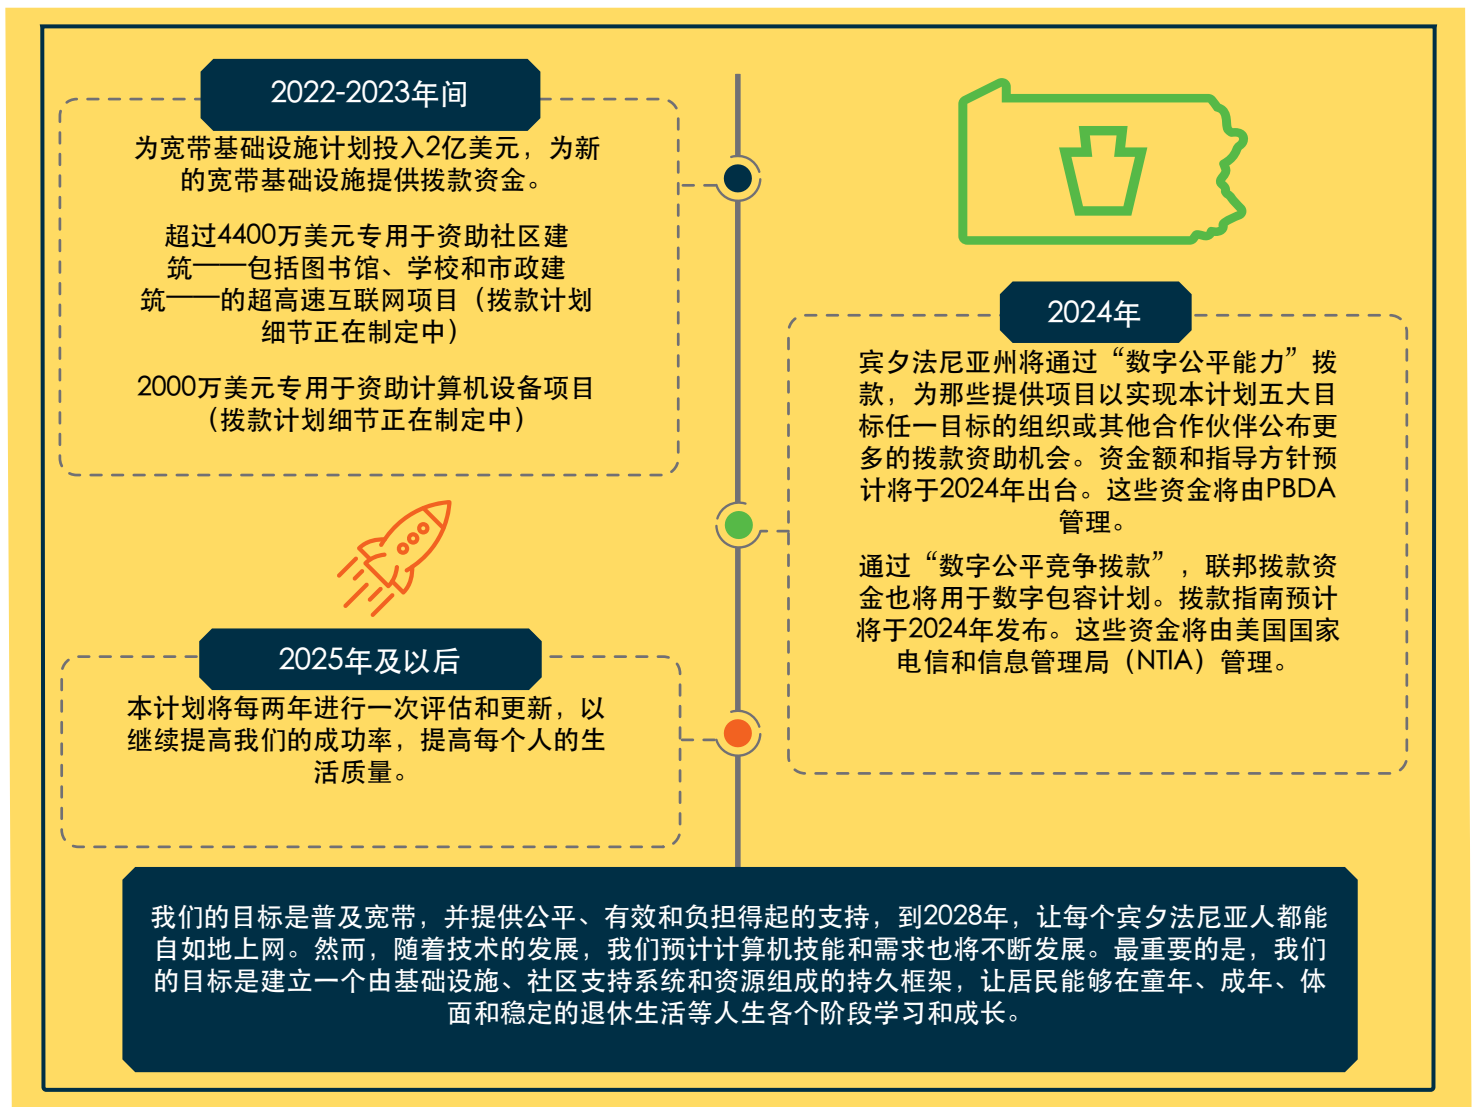 2022-2023年间
为宽带基础设施计划投入2亿美元，为新
的宽带基础设施提供拨款资金。
超过4400万美元专用于资助社区建
筑——包括图书馆、学校和市政建
筑——的超高速互联网项目（拨款计划
细节正在制定中）
2000万美元专用于资助计算机设备项目
（拨款计划细节正在制定中）
2024年
宾夕法尼亚州将通过“数字公平能力”拨
款，为那些提供项目以实现本计划五大目
标任一目标的组织或其他合作伙伴公布更
多的拨款资助机会。资金额和指导方针预
计将于2024年出台。这些资金将由PBDA
管理。
通过“数字公平竞争拨款”，联邦拨款资
金也将用于数字包容计划。拨款指南预计
将于2024年发布。这些资金将由美国国家
电信和信息管理局（NTIA）管理。
2025年及以后
本计划将每两年进行一次评估和更新，以
继续提高我们的成功率，提高每个人的生
活质量。
我们的目标是普及宽带，并提供公平、有效和负担得起的支持，到2028年，让每个宾夕法尼亚人都能
自如地上网。然而，随着技术的发展，我们预计计算机技能和需求也将不断发展。最重要的是，我们
的目标是建立一个由基础设施、社区支持系统和资源组成的持久框架，让居民能够在童年、成年、体
面和稳定的退休生活等人生各个阶段学习和成长。